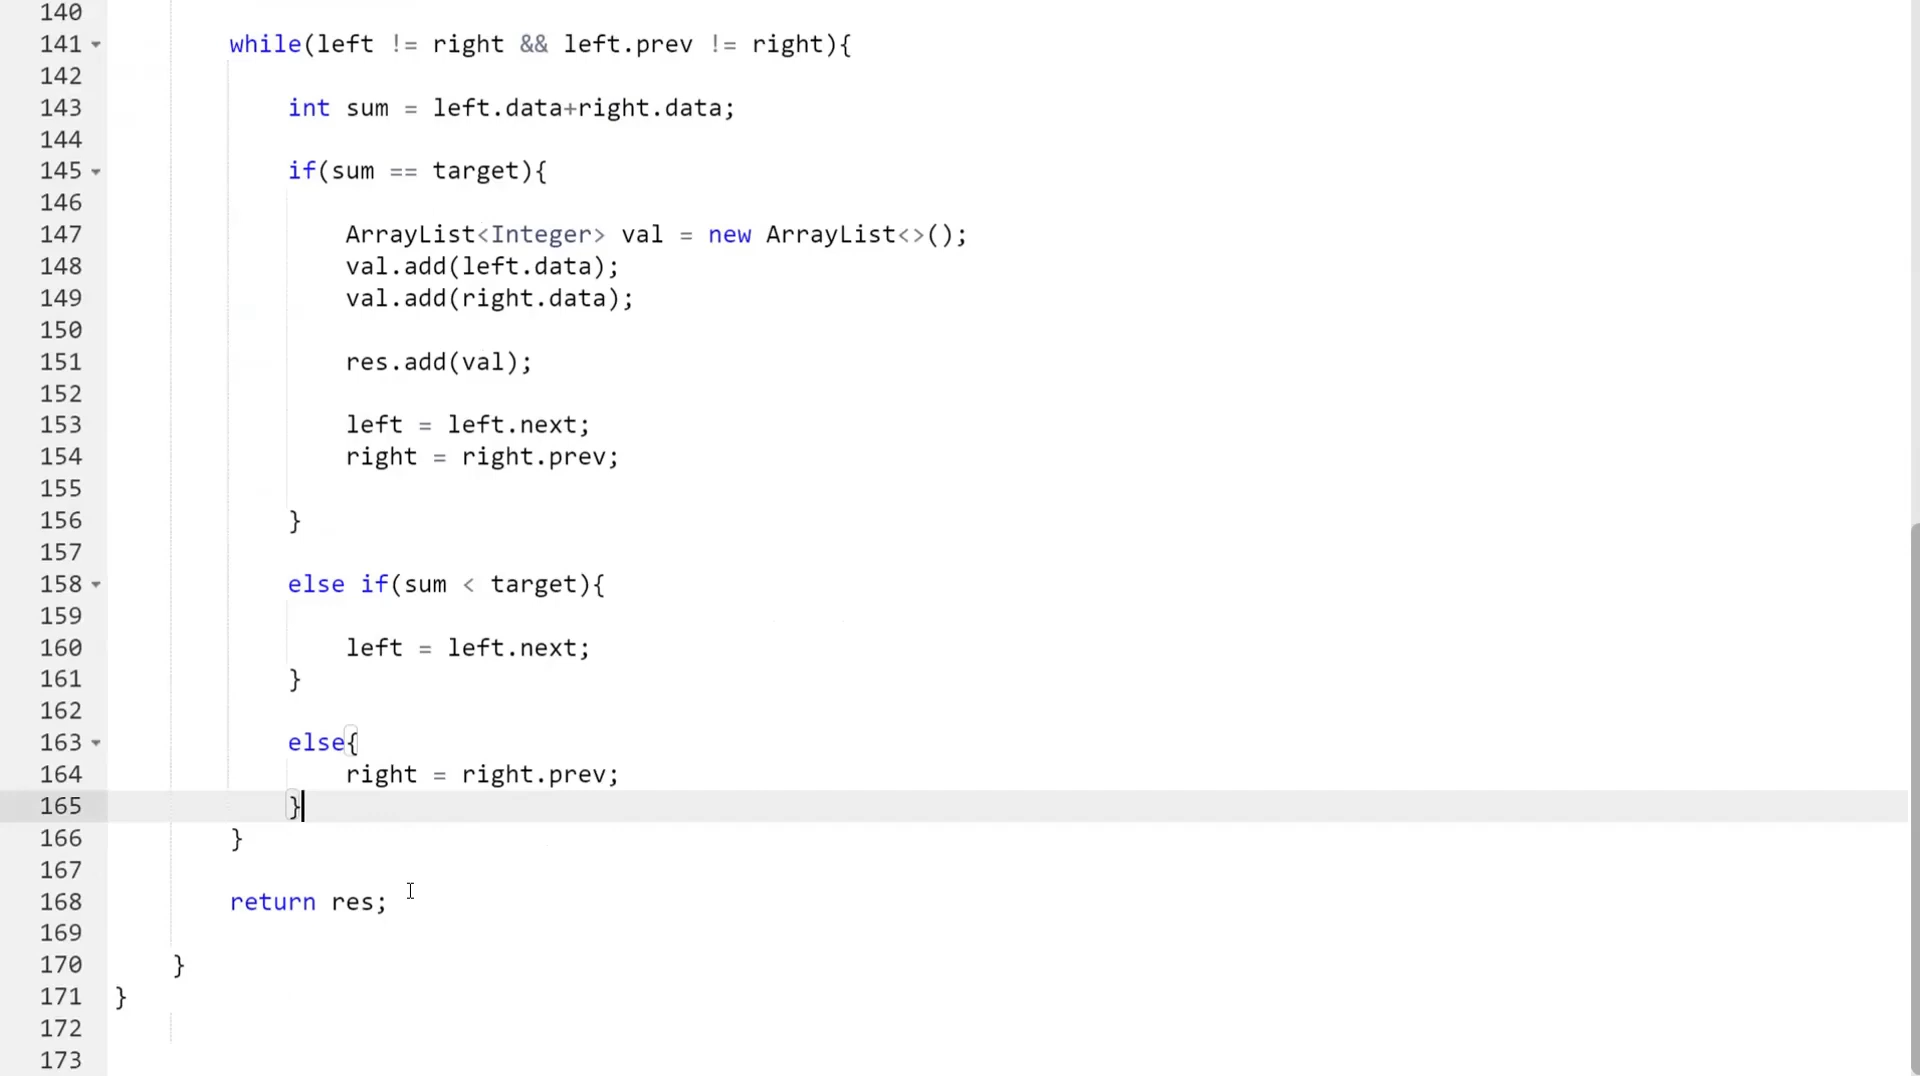 140
141 while(left != right && left.prev != right){
142
143 int sum = left.data+right.data;
144
145 if(sum == target){
146
147 ArrayList<Integer> val = new ArrayList<>();
148 val.add(left.data);
149 val.add(right.data);
150
151 res.add(val);
152
153 left = left.next;
154 right = right.prev;
155
156 }
157
158 else if(sum < target){
159
160 left = left.next;
161 }
162
163 else{
164 right = right.prev;
165 }
166 }
167
168 return res;
169
170 }
171 }
172
173